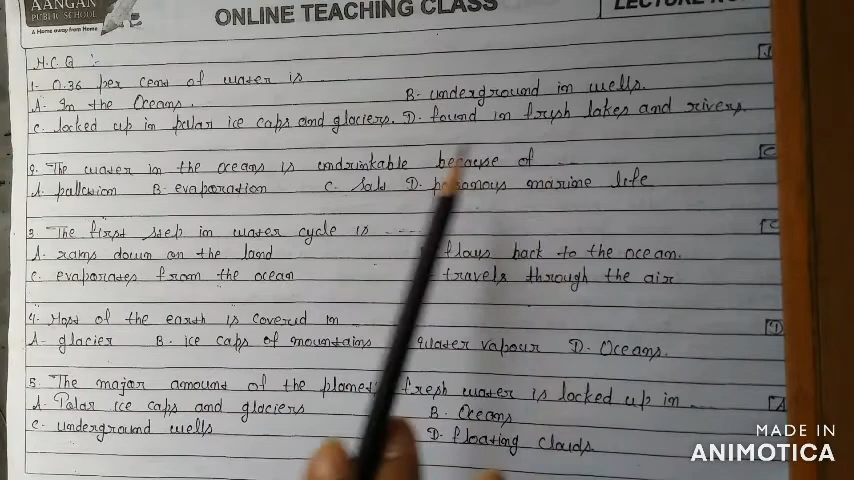 AANGAN
PUBLIC SCHOOL
A Home away from Home
ONLINE TEACHING CLASS
LECTURE
M.C.Q :-
1. 0.36 per cent of water is
A. In the Oceans. B. underground in wells.
C. locked up in polar ice caps and glaciers. D. found in fresh lakes and rivers.
2. The water in the oceans is undrinkable because of __ [C
A. pollution B. evaporation C. Salt D. poisonous marine life
3. The first step in water cycle is ---- [C
A. rains down on the land flows back to the ocean.
C. evaporates from the ocean travels through the air
4. Most of the earth is covered in [D]
A. glacier B. ice caps of mountains water vapour D. Oceans.
5. The major amount of the planet fresh water is locked up in -- [A
A. Polar ice caps and glaciers B. Oceans
C. underground wells D. floating clouds.
MADE IN
ANIMOTICA